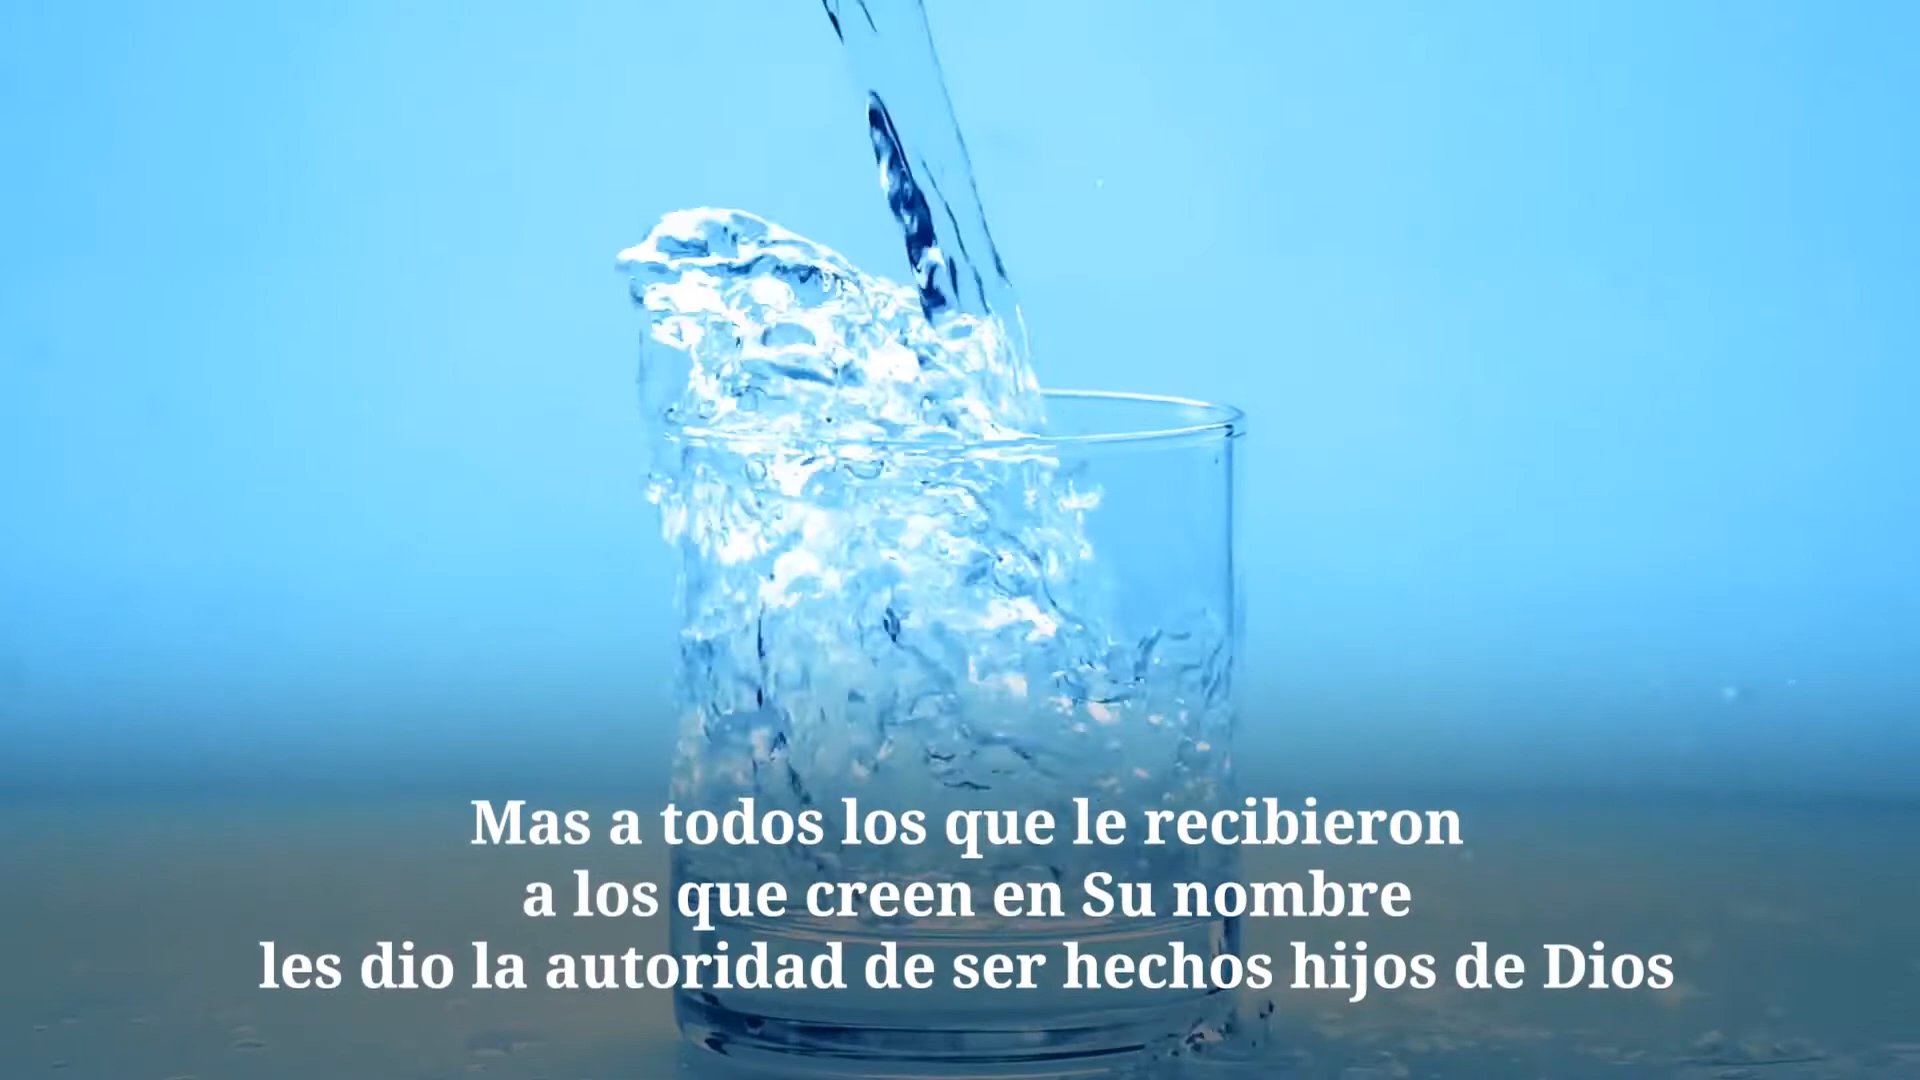 Mas a todos los que le recibieron
a los que creen en Su nombre
les dio la autoridad de ser hechos hijos de Dios